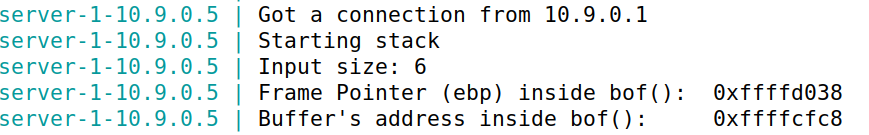 server-1-10.9.0.5 | Got a connection from 10.9.0.1
server-1-10.9.0.5 | Starting stack
server-1-10.9.0.5 | Input size: 6
server-1-10.9.0.5 | Frame Pointer (ebp) inside bof():  0xffffd038
server-1-10.9.0.5 | Buffer's address inside bof():     0xffffcfc8